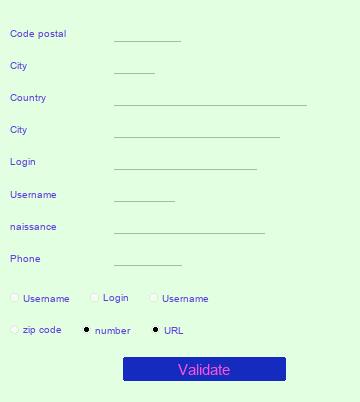 Code postal
City
Country
City
Login
Username
naissance
Phone
Username Login Username
zip code number URL
Validate